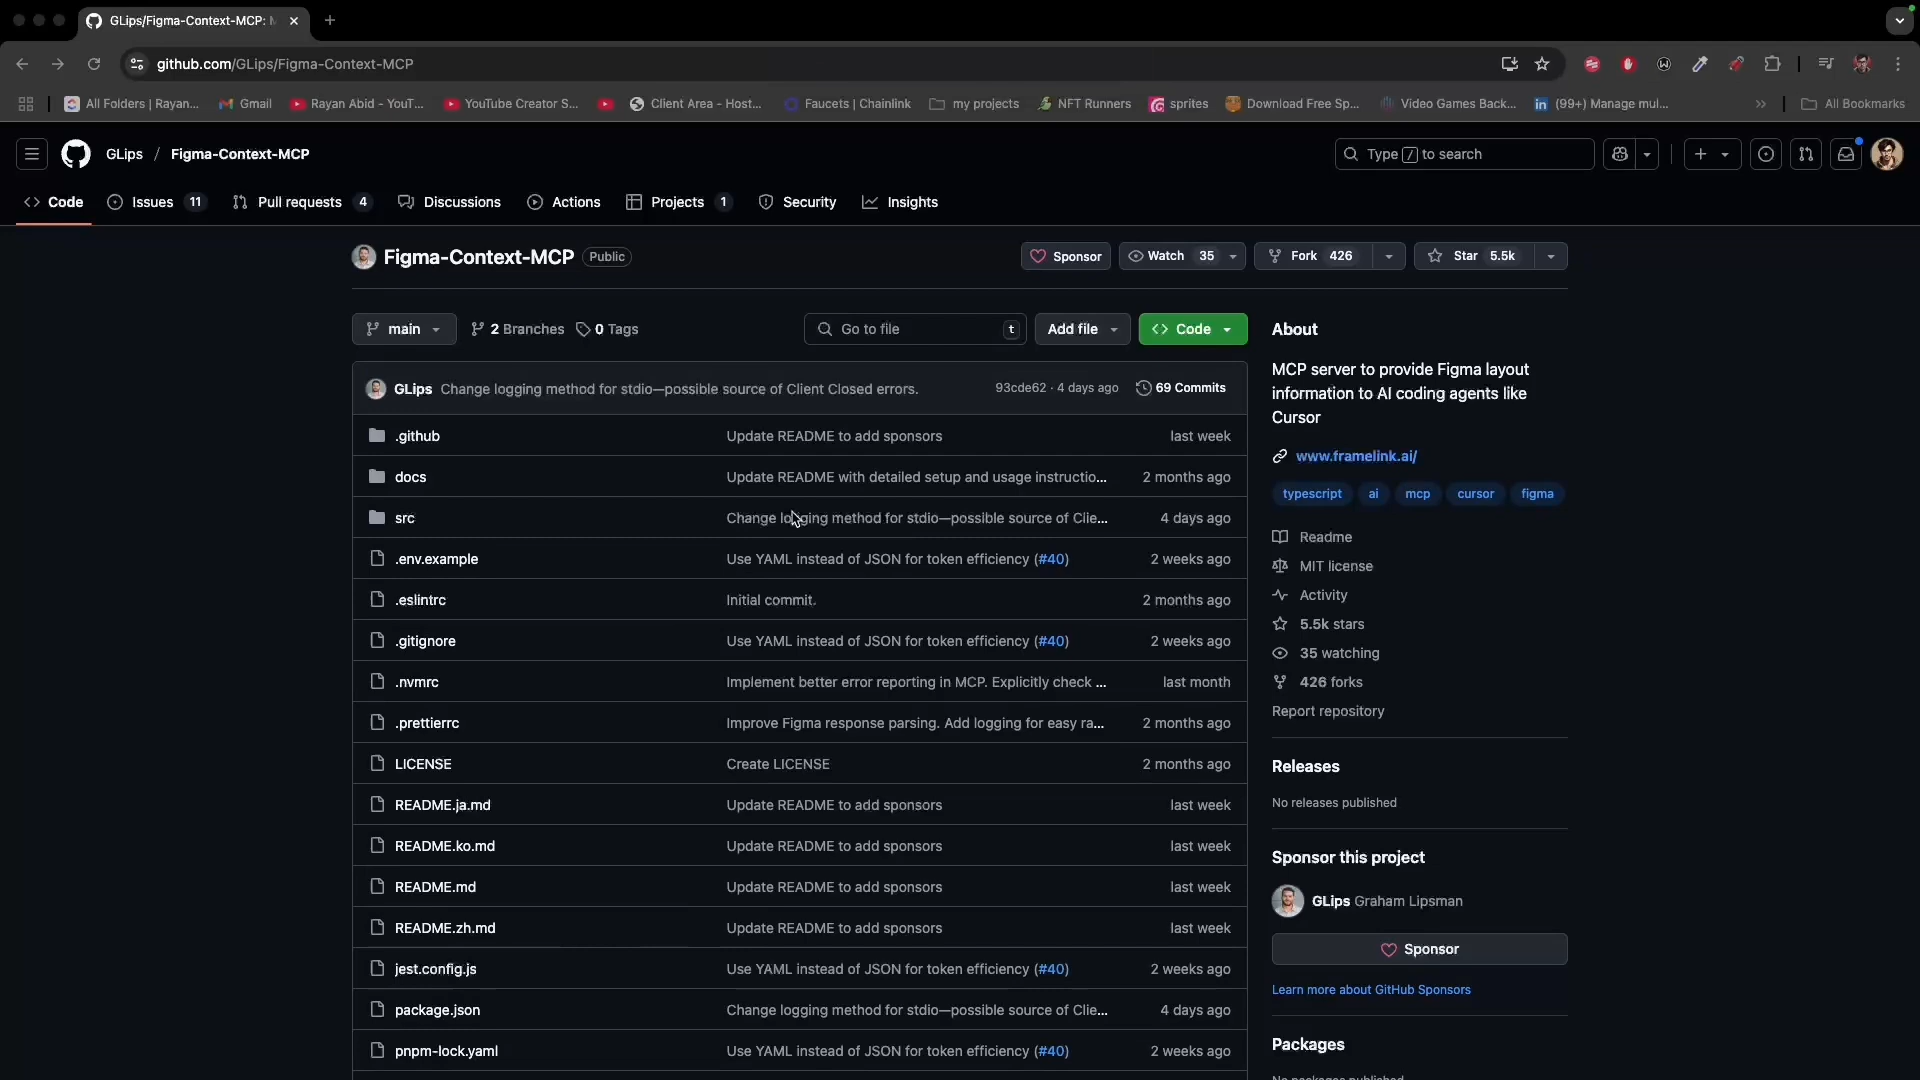 GLips/Figma-Context-MCP: M
github.com/GLips/Figma-Context-MCP
All Folders | Rayan...
Gmail
Rayan Abid - YouT...
YouTube Creator S...
Client Area - Host...
Faucets | Chainlink
my projects
NFT Runners
sprites
Download Free Sp...
Video Games Back...
(99+) Manage mul...
»
All Bookmarks
GLips / Figma-Context-MCP
Type / to search
Code
Issues 11
Pull requests 4
Discussions
Actions
Projects 1
Security
Insights
Figma-Context-MCP Public
Sponsor
Watch 35
Fork 426
Star 5.5k
main
2 Branches
0 Tags
Go to file t
Add file
Code
GLips Change logging method for stdio—possible source of Client Closed errors. 93cde62 · 4 days ago 69 Commits
.github Update README to add sponsors last week
docs Update README with detailed setup and usage instructio... 2 months ago
src Change logging method for stdio—possible source of Clie... 4 days ago
.env.example Use YAML instead of JSON for token efficiency (#40) 2 weeks ago
.eslintrc Initial commit. 2 months ago
.gitignore Use YAML instead of JSON for token efficiency (#40) 2 weeks ago
.nvmrc Implement better error reporting in MCP. Explicitly check ... last month
.prettierrc Improve Figma response parsing. Add logging for easy ra... 2 months ago
LICENSE Create LICENSE 2 months ago
README.ja.md Update README to add sponsors last week
README.ko.md Update README to add sponsors last week
README.md Update README to add sponsors last week
README.zh.md Update README to add sponsors last week
jest.config.js Use YAML instead of JSON for token efficiency (#40) 2 weeks ago
package.json Change logging method for stdio—possible source of Clie... 4 days ago
pnpm-lock.yaml Use YAML instead of JSON for token efficiency (#40) 2 weeks ago
About
MCP server to provide Figma layout
information to AI coding agents like
Cursor
www.framelink.ai/
typescript ai mcp cursor figma
Readme
MIT license
Activity
5.5k stars
35 watching
426 forks
Report repository
Releases
No releases published
Sponsor this project
GLips Graham Lipsman
Sponsor
Learn more about GitHub Sponsors
Packages
No packages published